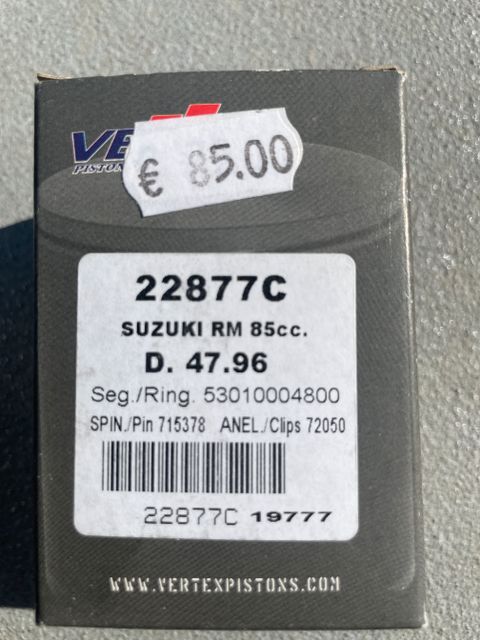 € 85.00
PISTON
22877C
SUZUKI RM 85cc.
D. 47.96
Seg./Ring. 53010004800
SPIN./Pin 715378 ANEL./Clips 72050
22877C 19777
WWW.VERTEXPISTONS.COM